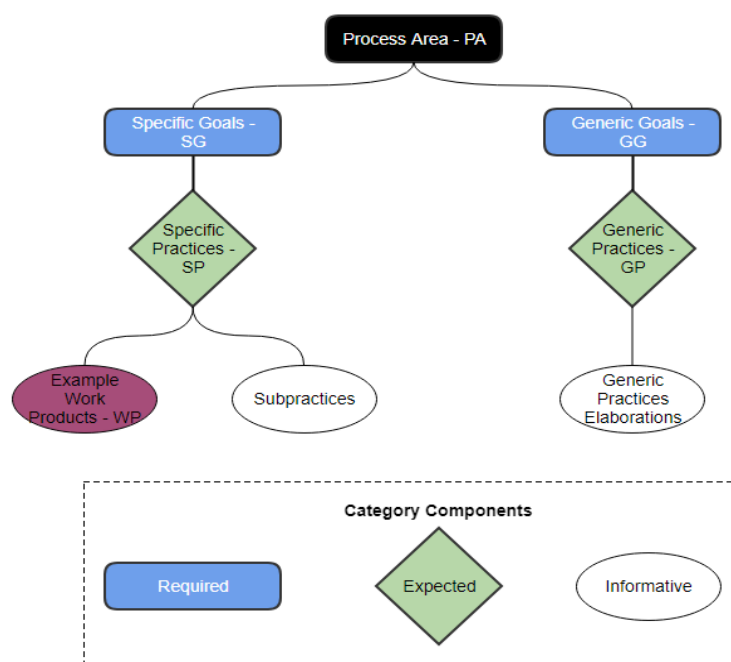 Process Area - PA
Specific Goals -
SG
Generic Goals -
GG
Specific
Practices -
SP
Generic
Practices -
GP
Example
Work
Products - WP
Subpractices
Generic
Practices
Elaborations
Category Components
Required
Expected
Informative